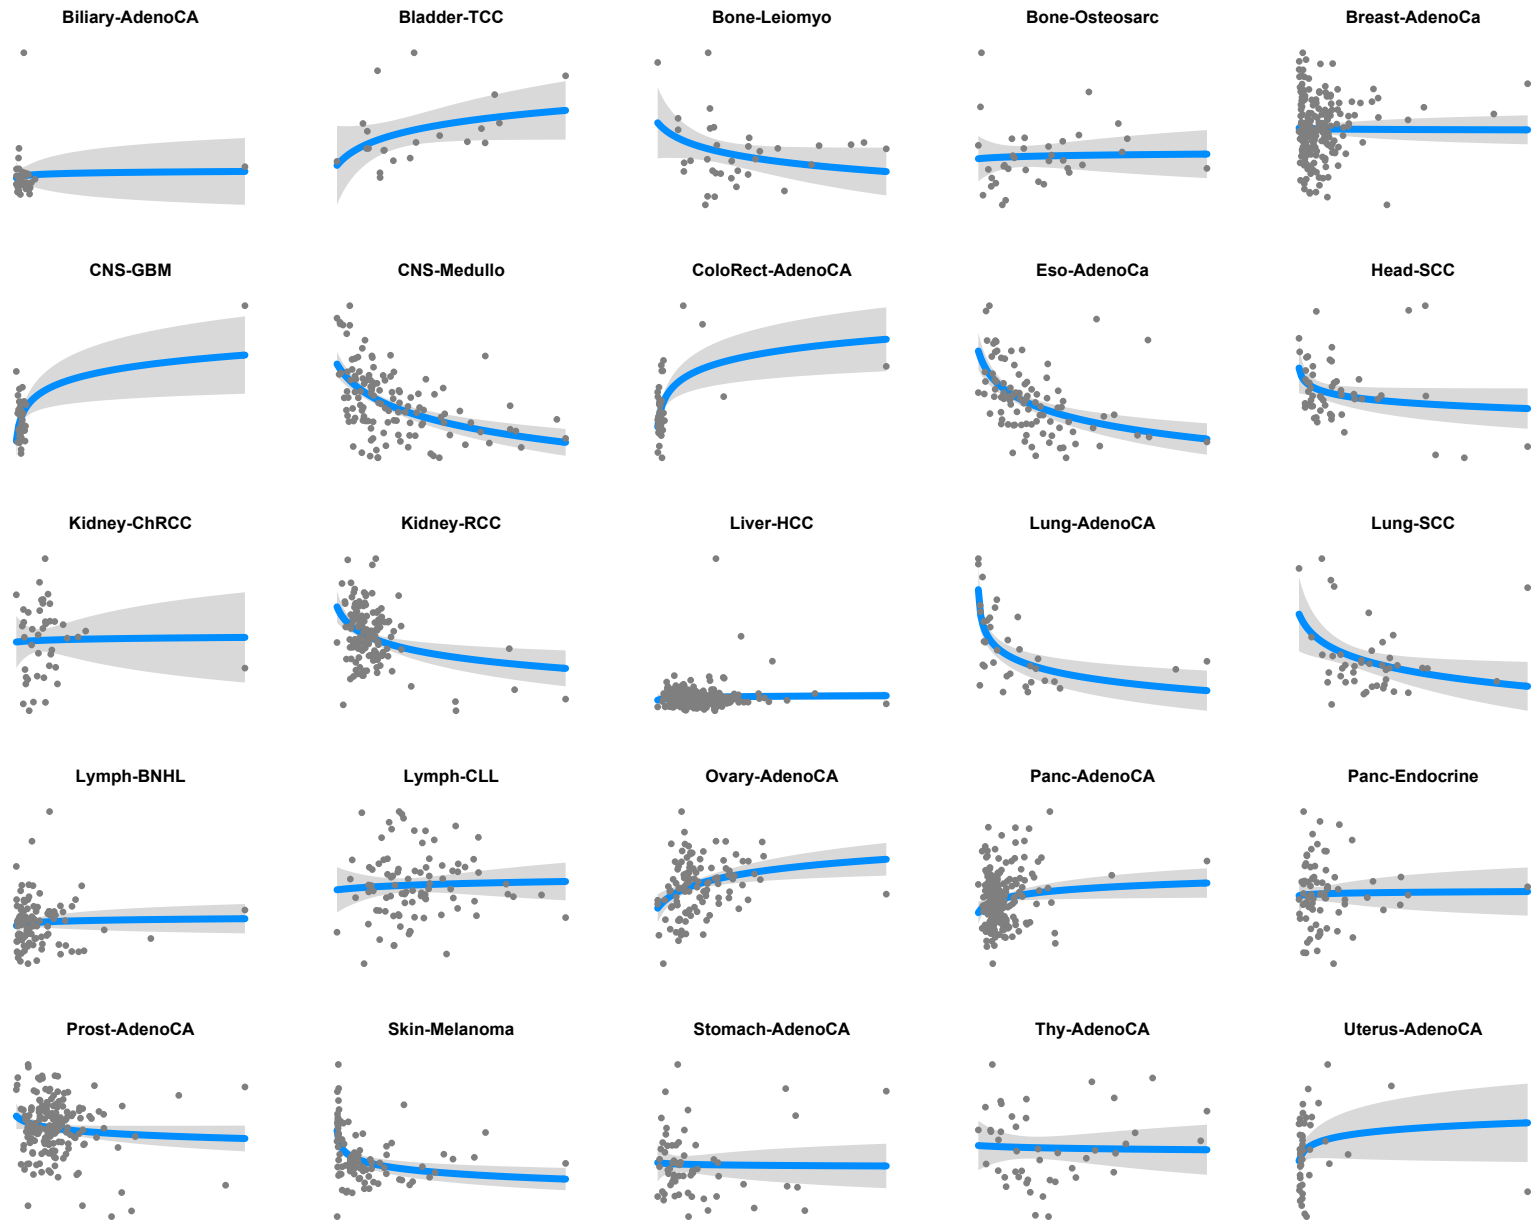 Biliary-AdenoCA
Bladder-TCC
Bone-Leiomyo
Bone-Osteosarc
Breast-AdenoCa
CNS-GBM
CNS-Medullo
ColoRect-AdenoCA
Eso-AdenoCa
Head-SCC
Kidney-ChRCC
Kidney-RCC
Liver-HCC
Lung-AdenoCA
Lung-SCC
Lymph-BNHL
Lymph-CLL
Ovary-AdenoCA
Panc-AdenoCA
Panc-Endocrine
Prost-AdenoCA
Skin-Melanoma
Stomach-AdenoCA
Thy-AdenoCA
Uterus-AdenoCA